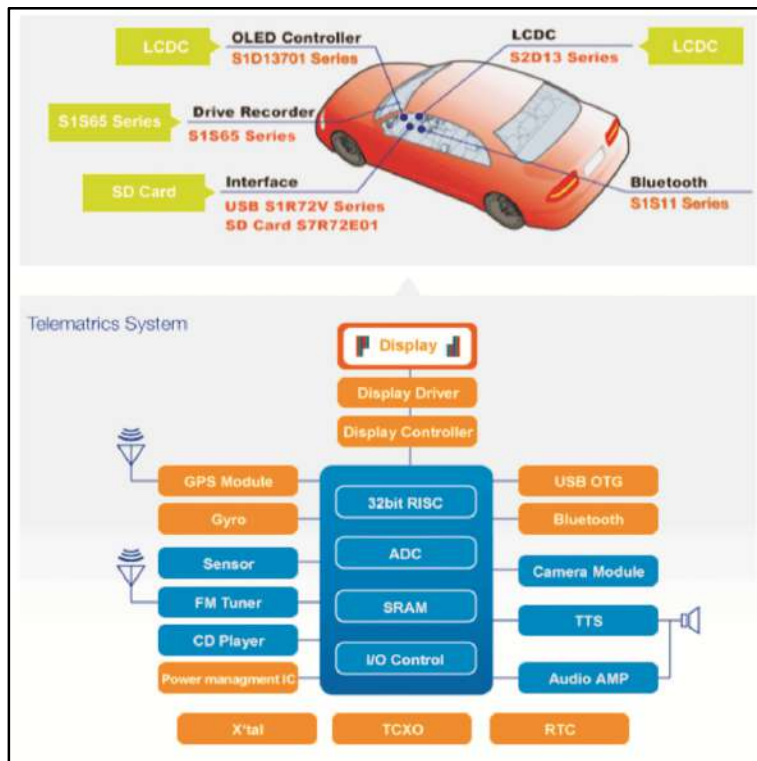 LCDC
OLED Controller
S1D13701 Series
LCDC
S2D13 Series
LCDC
S1S65 Series
Drive Recorder
S1S65 Series
SD Card
Interface
USB S1R72V Series
SD Card S7R72E01
Bluetooth
S1S11 Series
Telematrics System
Display
Display Driver
Display Controller
GPS Module
Gyro
Sensor
FM Tuner
CD Player
Power managment IC
32bit RISC
ADC
SRAM
I/O Control
USB OTG
Bluetooth
Camera Module
TTS
Audio AMP
X'tal
TCXO
RTC